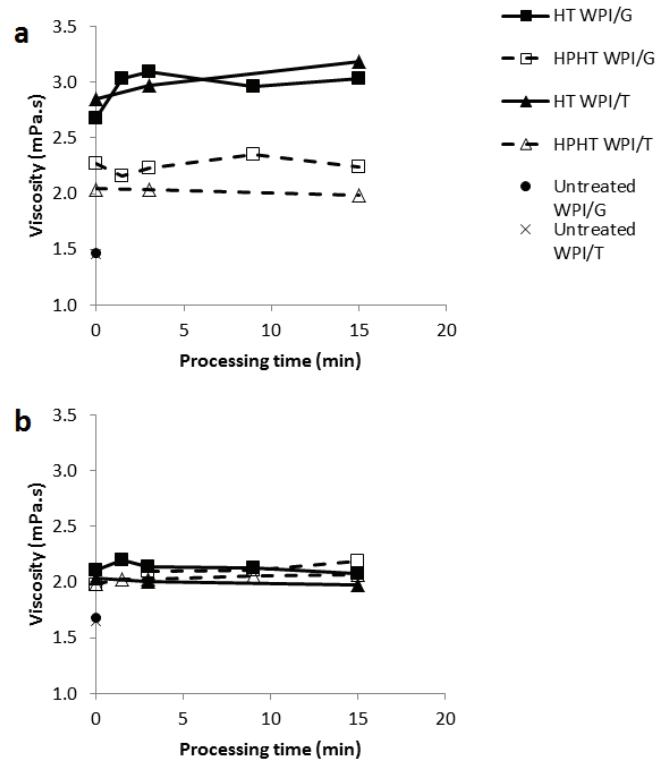 a
3.5
3.0
2.5
2.0
1.5
1.0
Viscosity (mPa.s)
0
5
10
15
20
Processing time (min)
HT WPI/G
HPHT WPI/G
HT WPI/T
HPHT WPI/T
Untreated
WPI/G
Untreated
WPI/T
b
3.5
3.0
2.5
2.0
1.5
1.0
Viscosity (mPa.s)
0
5
10
15
20
Processing time (min)